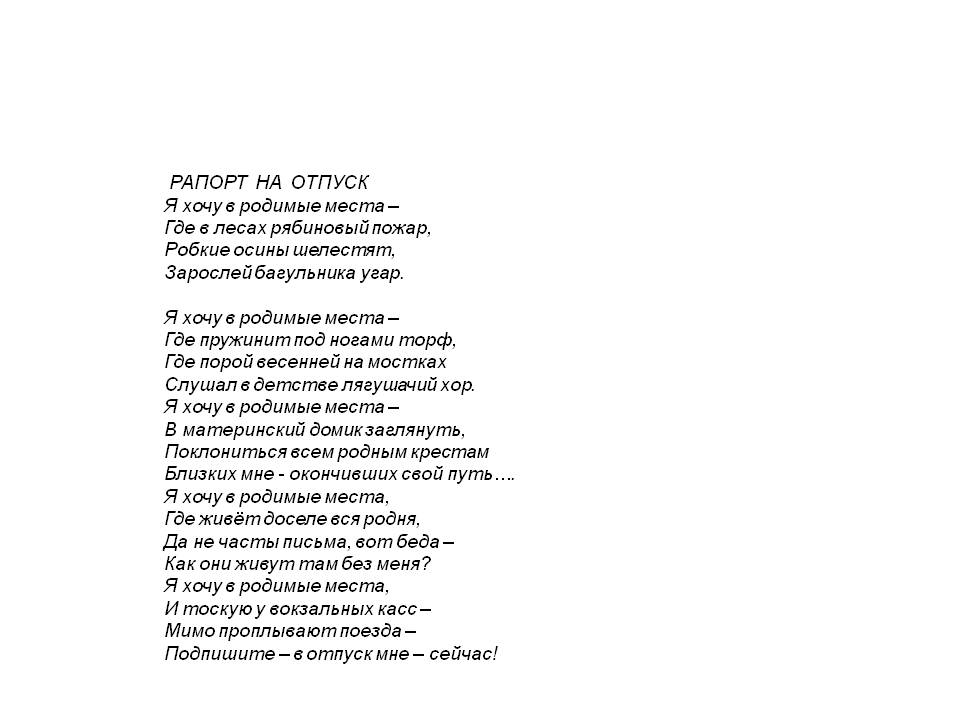 РАПОРТ НА ОТПУСК
Я хочу в родимые места –
Где в лесах рябиновый пожар,
Робкие осины шелестят,
Зарослей багульника угар.

Я хочу в родимые места –
Где пружинит под ногами торф,
Где порой весенней на мостках
Слушал в детстве лягушачий хор.
Я хочу в родимые места –
В материнский домик заглянуть,
Поклониться всем родным крестам
Близких мне - окончивших свой путь….
Я хочу в родимые места,
Где живёт доселе вся родня,
Да не часты письма, вот беда –
Как они живут там без меня?
Я хочу в родимые места,
И тоскую у вокзальных касс –
Мимо проплывают поезда –
Подпишите – в отпуск мне – сейчас!